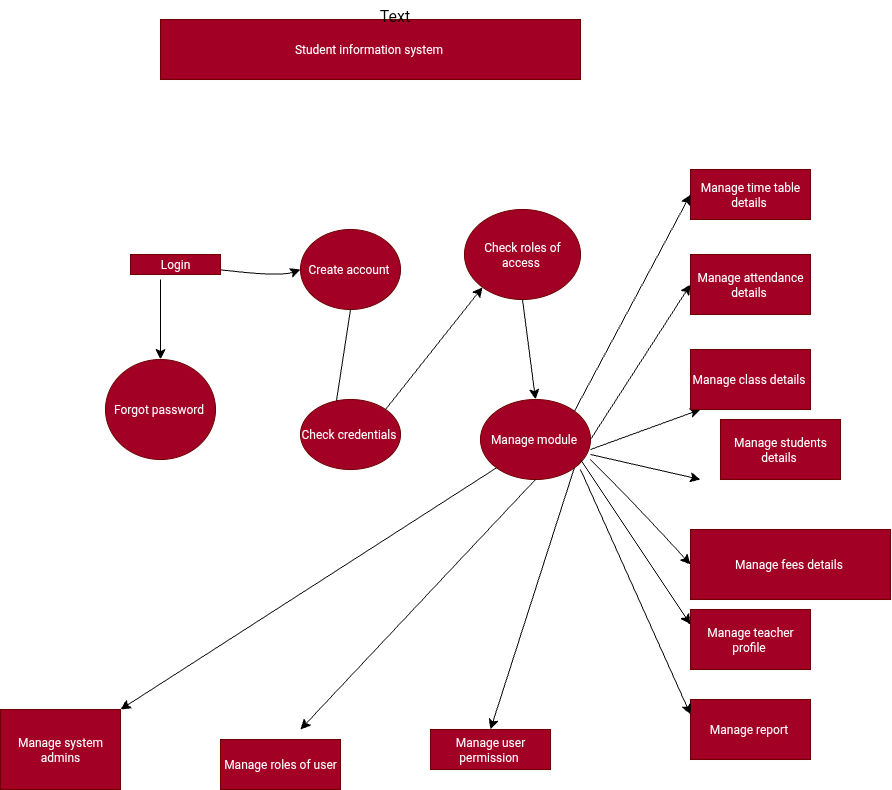 Text
Student information system
Manage time table
details
Check roles of
access
Login
Create account
Manage attendance
details
Manage class details
Forgot password
Check credentials
Manage module
Manage students
details
Manage fees details
Manage teacher
profile
Manage report
Manage system
admins
Manage roles of user
Manage user
permission